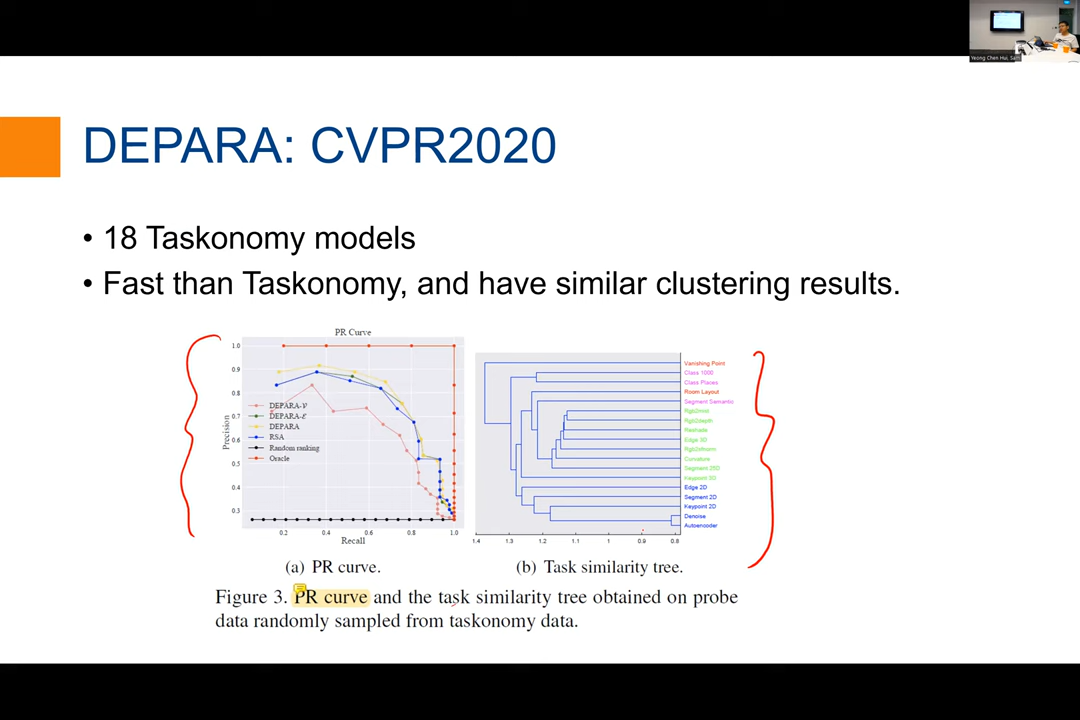 Yeong Chen Hui, Sam
DEPARA: CVPR2020
• 18 Taskonomy models
• Fast than Taskonomy, and have similar clustering results.
PR Curve
Precision
1.0
0.9
0.8
0.7
0.6
0.5
0.4
0.3
DEPARA-𝒱
DEPARA-ℰ
DEPARA
RSA
Random ranking
Oracle
0.2 0.4 0.6 0.8 1.0
Recall
Vanishing Point
Class 1000
Class Places
Room Layout
Segment Semantic
Rgb2mist
Rgb2depth
Reshade
Edge 3D
Rgb2sfnorm
Curvature
Segment 25D
Keypoint 3D
Edge 2D
Segment 2D
Keypoint 2D
Denoise
Autoencoder
1.4 1.3 1.2 1.1 1 0.9 0.8
(a) PR curve.
(b) Task similarity tree.
Figure 3. PR curve and the task similarity tree obtained on probe
data randomly sampled from taskonomy data.